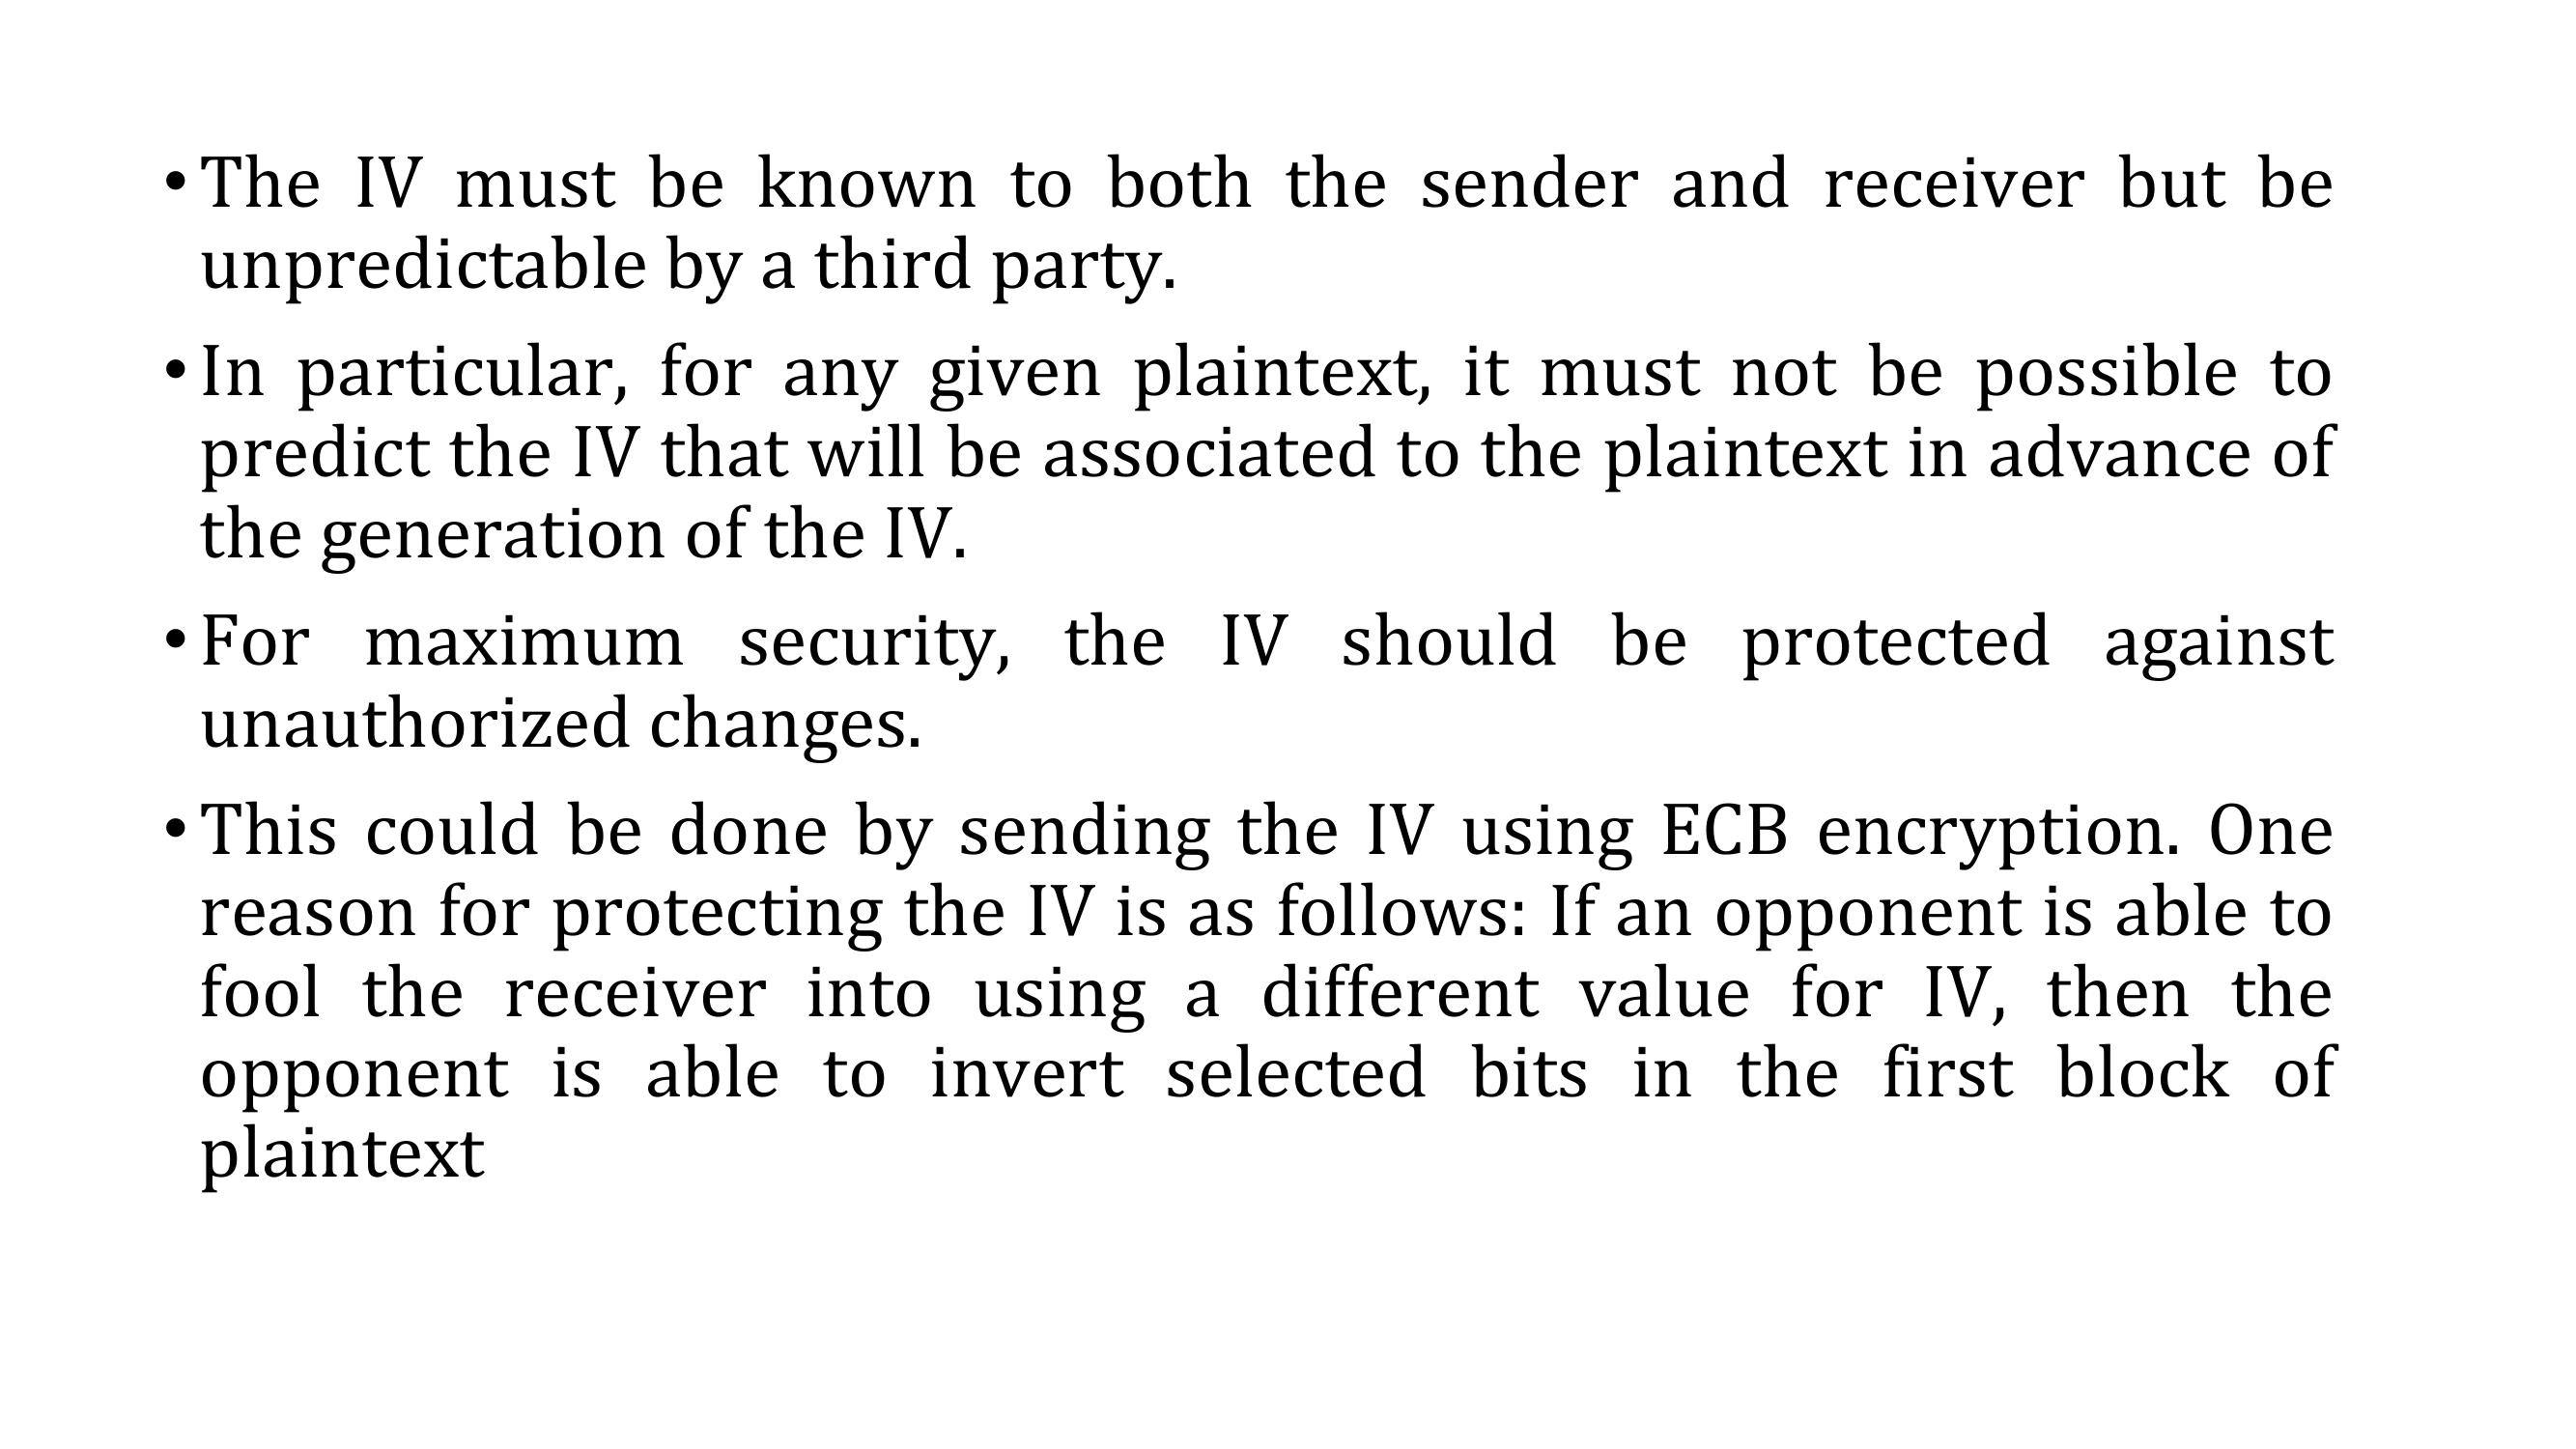 • The IV must be known to both the sender and receiver but be
unpredictable by a third party.
• In particular, for any given plaintext, it must not be possible to
predict the IV that will be associated to the plaintext in advance of
the generation of the IV.
• For maximum security, the IV should be protected against
unauthorized changes.
• This could be done by sending the IV using ECB encryption. One
reason for protecting the IV is as follows: If an opponent is able to
fool the receiver into using a different value for IV, then the
opponent is able to invert selected bits in the first block of
plaintext